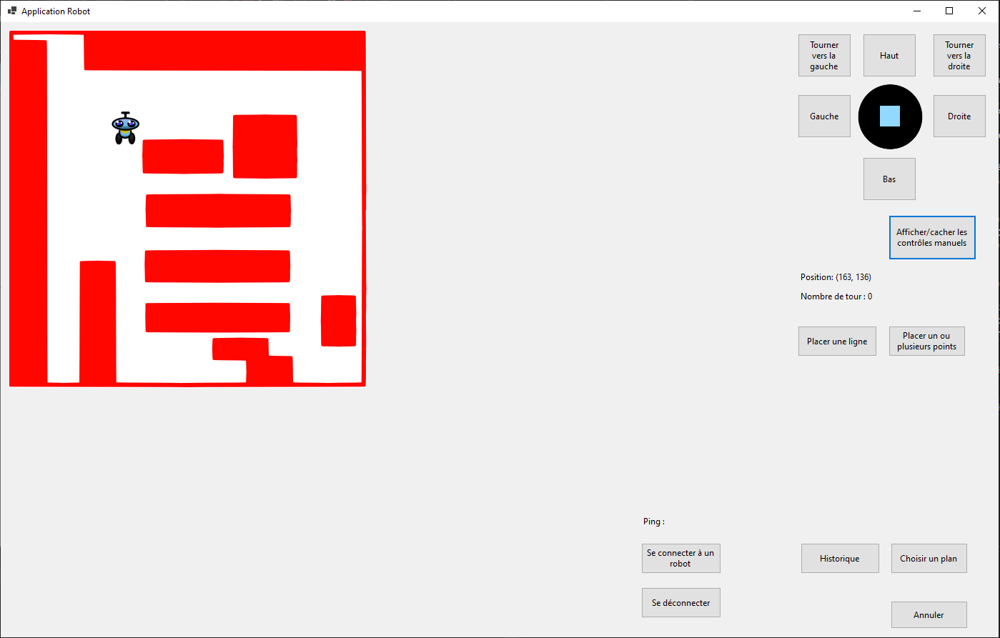 Application Robot
Tourner
vers la
gauche
Haut
Tourner
vers la
droite
Gauche
Droite
Bas
Afficher/cacher les
contrôles manuels
Position: (163, 136)
Nombre de tour : 0
Placer une ligne
Placer un ou
plusieurs points
Ping :
Se connecter à un
robot
Historique
Choisir un plan
Se déconnecter
Annuler